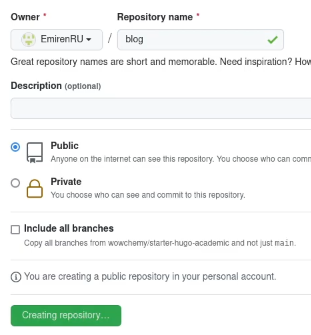 Owner * Repository name *
EmirenRU / blog
Great repository names are short and memorable. Need inspiration? How
Description (optional)
Public
Anyone on the internet can see this repository. You choose who can comm
Private
You choose who can see and commit to this repository.
Include all branches
Copy all branches from wowchemy/starter-hugo-academic and not just main.
You are creating a public repository in your personal account.
Creating repository...